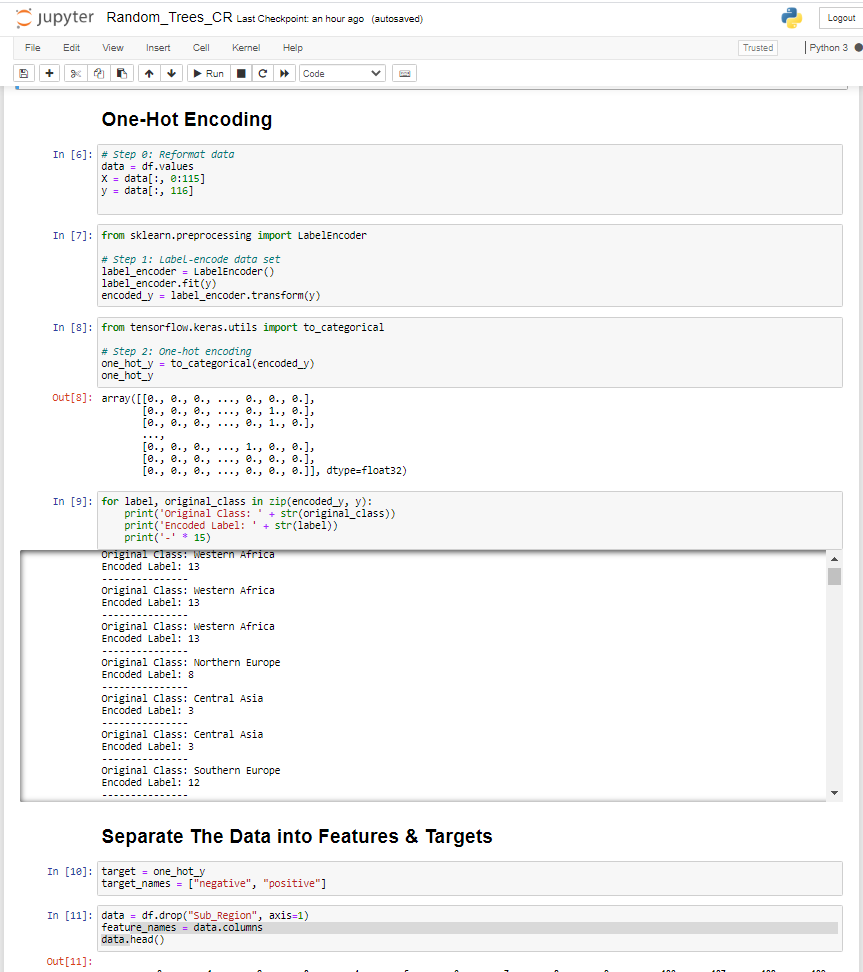 jupyter Random_Trees_CR Last Checkpoint: an hour ago (autosaved) Logout
File Edit View Insert Cell Kernel Help Trusted Python 3
Run Code
One-Hot Encoding
In [6]: # Step 0: Reformat data
data = df.values
X = data[:, 0:115]
y = data[:, 116]
In [7]: from sklearn.preprocessing import LabelEncoder
# Step 1: Label-encode data set
label_encoder = LabelEncoder()
label_encoder.fit(y)
encoded_y = label_encoder.transform(y)
In [8]: from tensorflow.keras.utils import to_categorical
# Step 2: One-hot encoding
one_hot_y = to_categorical(encoded_y)
one_hot_y
Out[8]: array([[0., 0., 0., ..., 0., 0., 0.],
[0., 0., 0., ..., 0., 1., 0.],
[0., 0., 0., ..., 0., 1., 0.],
...,
[0., 0., 0., ..., 1., 0., 0.],
[0., 0., 0., ..., 0., 0., 0.],
[0., 0., 0., ..., 0., 0., 0.]], dtype=float32)
In [9]: for label, original_class in zip(encoded_y, y):
print('Original Class: ' + str(original_class))
print('Encoded Label: ' + str(label))
print('-' * 15)
Original Class: Western Africa
Encoded Label: 13
---------------
Original Class: Western Africa
Encoded Label: 13
---------------
Original Class: Western Africa
Encoded Label: 13
---------------
Original Class: Northern Europe
Encoded Label: 8
---------------
Original Class: Central Asia
Encoded Label: 3
---------------
Original Class: Central Asia
Encoded Label: 3
---------------
Original Class: Southern Europe
Encoded Label: 12
---------------
Separate The Data into Features & Targets
In [10]: target = one_hot_y
target_names = ["negative", "positive"]
In [11]: data = df.drop("Sub_Region", axis=1)
feature_names = data.columns
data.head()
Out[11]: